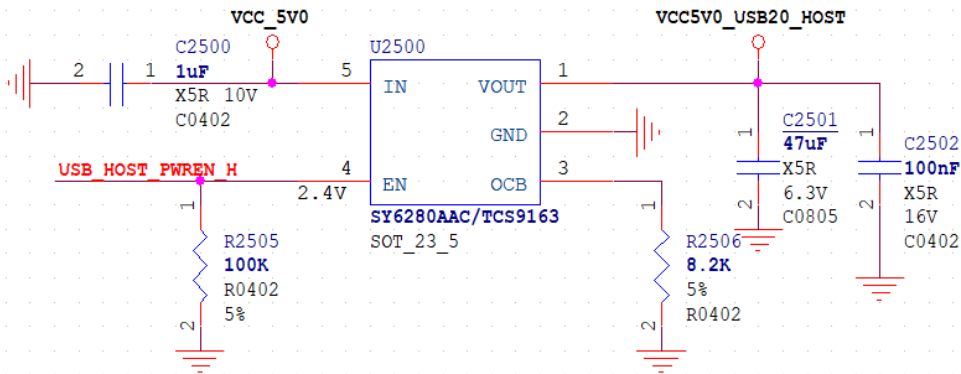 VCC_5V0
VCC5V0_USB20_HOST
C2500
2
1
1uF
X5R 10V
C0402
U2500
5
IN
VOUT
1
GND
2
USB_HOST_PWREN_H
4
2.4V
EN
OCB
3
SY6280AAC/TCS9163
SOT_23_5
1
R2505
100K
R0402
5%
2
1
R2506
8.2K
5%
R0402
2
1
C2501
47uF
X5R
6.3V
C0805
2
1
C2502
100nF
X5R
16V
C0402
2